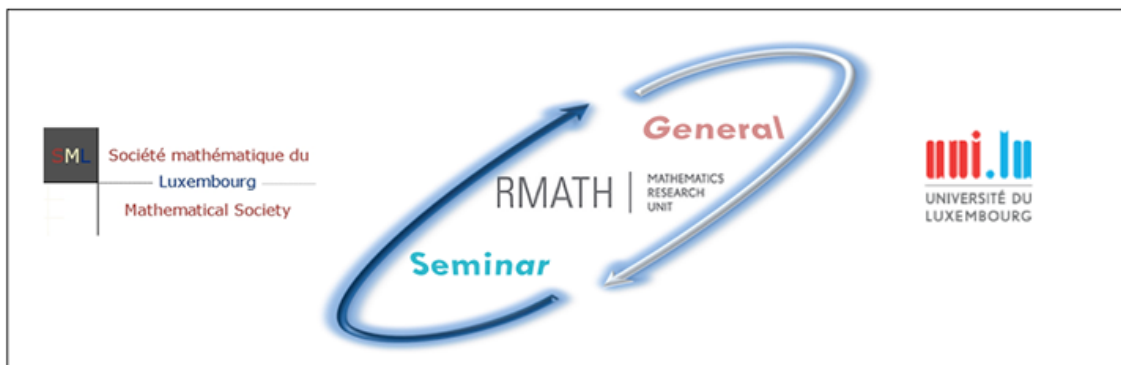 SML
Société mathématique du
Luxembourg
Mathematical Society
General
RMATH
MATHEMATICS
RESEARCH
UNIT
Seminar
uni.lu
UNIVERSITÉ DU
LUXEMBOURG